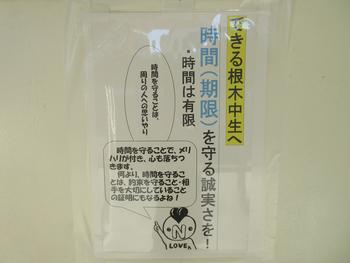 できる根木中生へ
時間(期限)を守る誠実さを!
・時間は有限
時間を守ることは、
周りの人への思いやり
時間を守ることで、メリ
ハリが付き、心も落ちつ
きます。
何より、時間を守るこ
とは、約束を守ること・相
手を大切にしていること
の証明にもなるよね!
N
LOVE